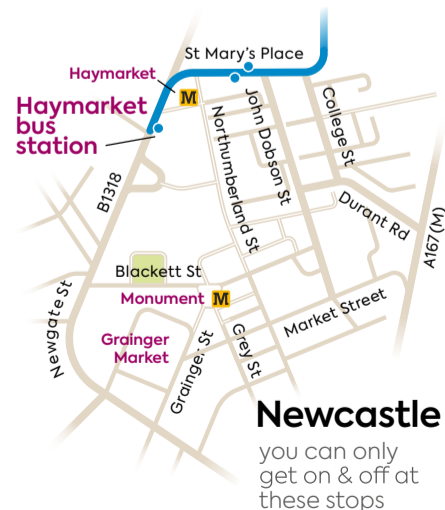 St Mary's Place
Haymarket
M
Haymarket
bus
station
John Dobson St
College St
Northumberland St
B1318
Durant Rd
A167(M)
Blackett St
Monument
M
Newgate St
Grainger
Market
Grainger St
Grey St
Market Street
Newcastle
you can only
get on & off at
these stops